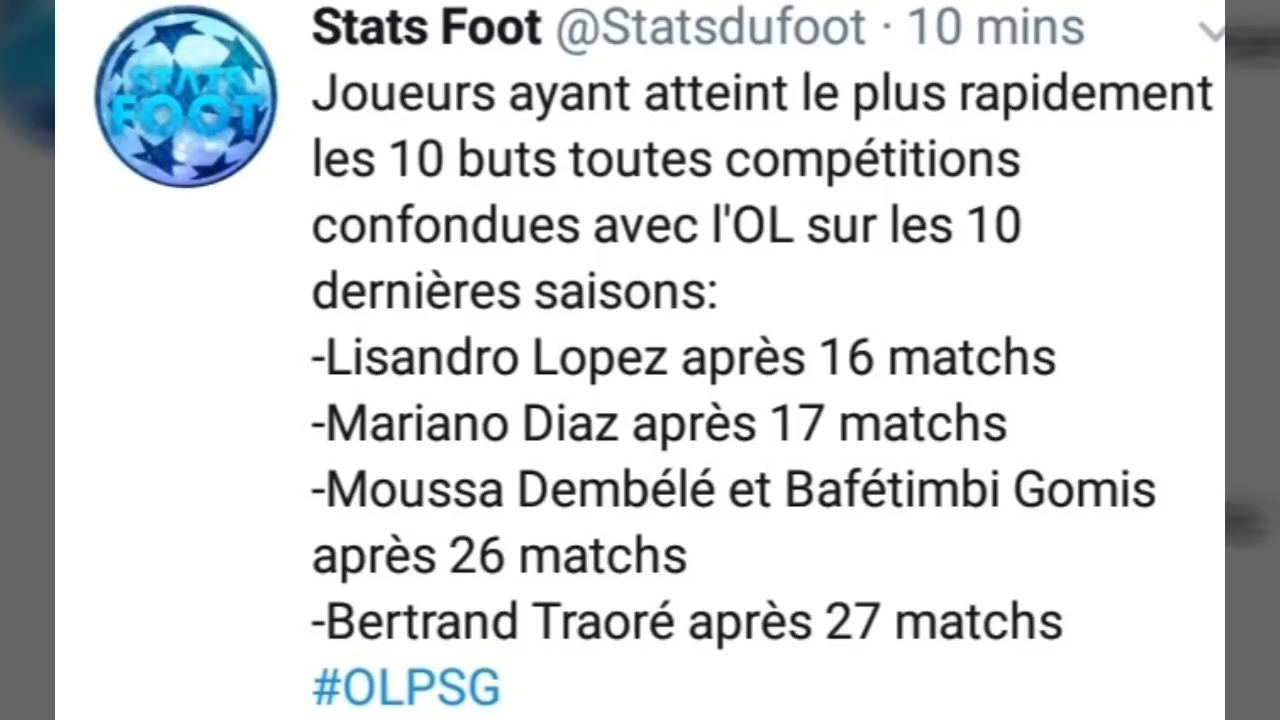 Stats Foot @Statsdufoot · 10 mins
STATS
FOOT
Joueurs ayant atteint le plus rapidement
les 10 buts toutes compétitions
confondues avec l'OL sur les 10
dernières saisons:
-Lisandro Lopez après 16 matchs
-Mariano Diaz après 17 matchs
-Moussa Dembélé et Bafétimbi Gomis
après 26 matchs
-Bertrand Traoré après 27 matchs
#OLPSG